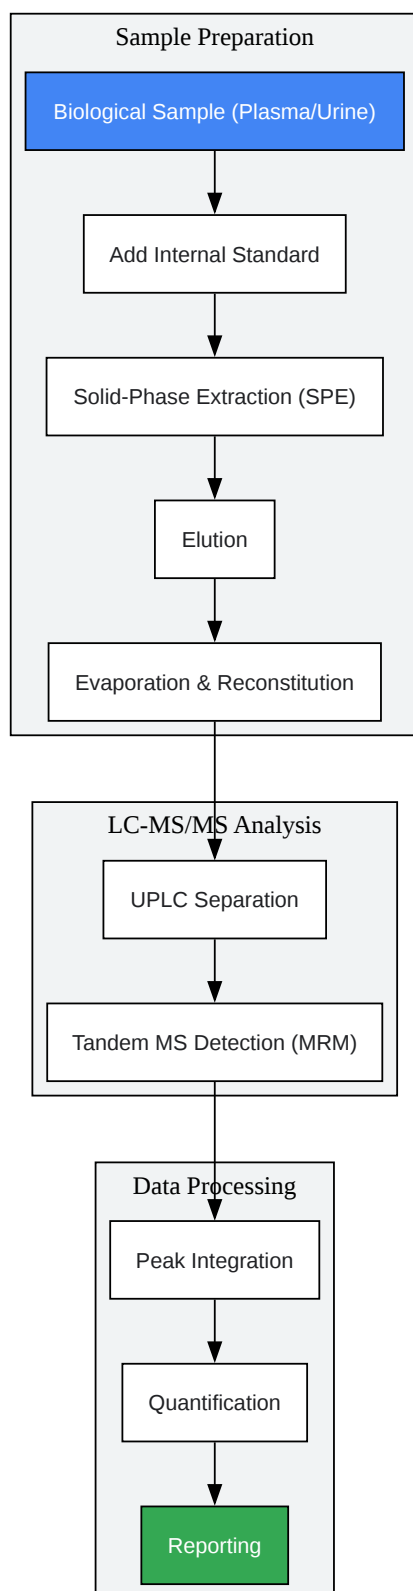 Sample Preparation
Biological Sample (Plasma/Urine)
Add Internal Standard
Solid-Phase Extraction (SPE)
Elution
Evaporation & Reconstitution
LC-MS/MS Analysis
UPLC Separation
Tandem MS Detection (MRM)
Data Processing
Peak Integration
Quantification
Reporting